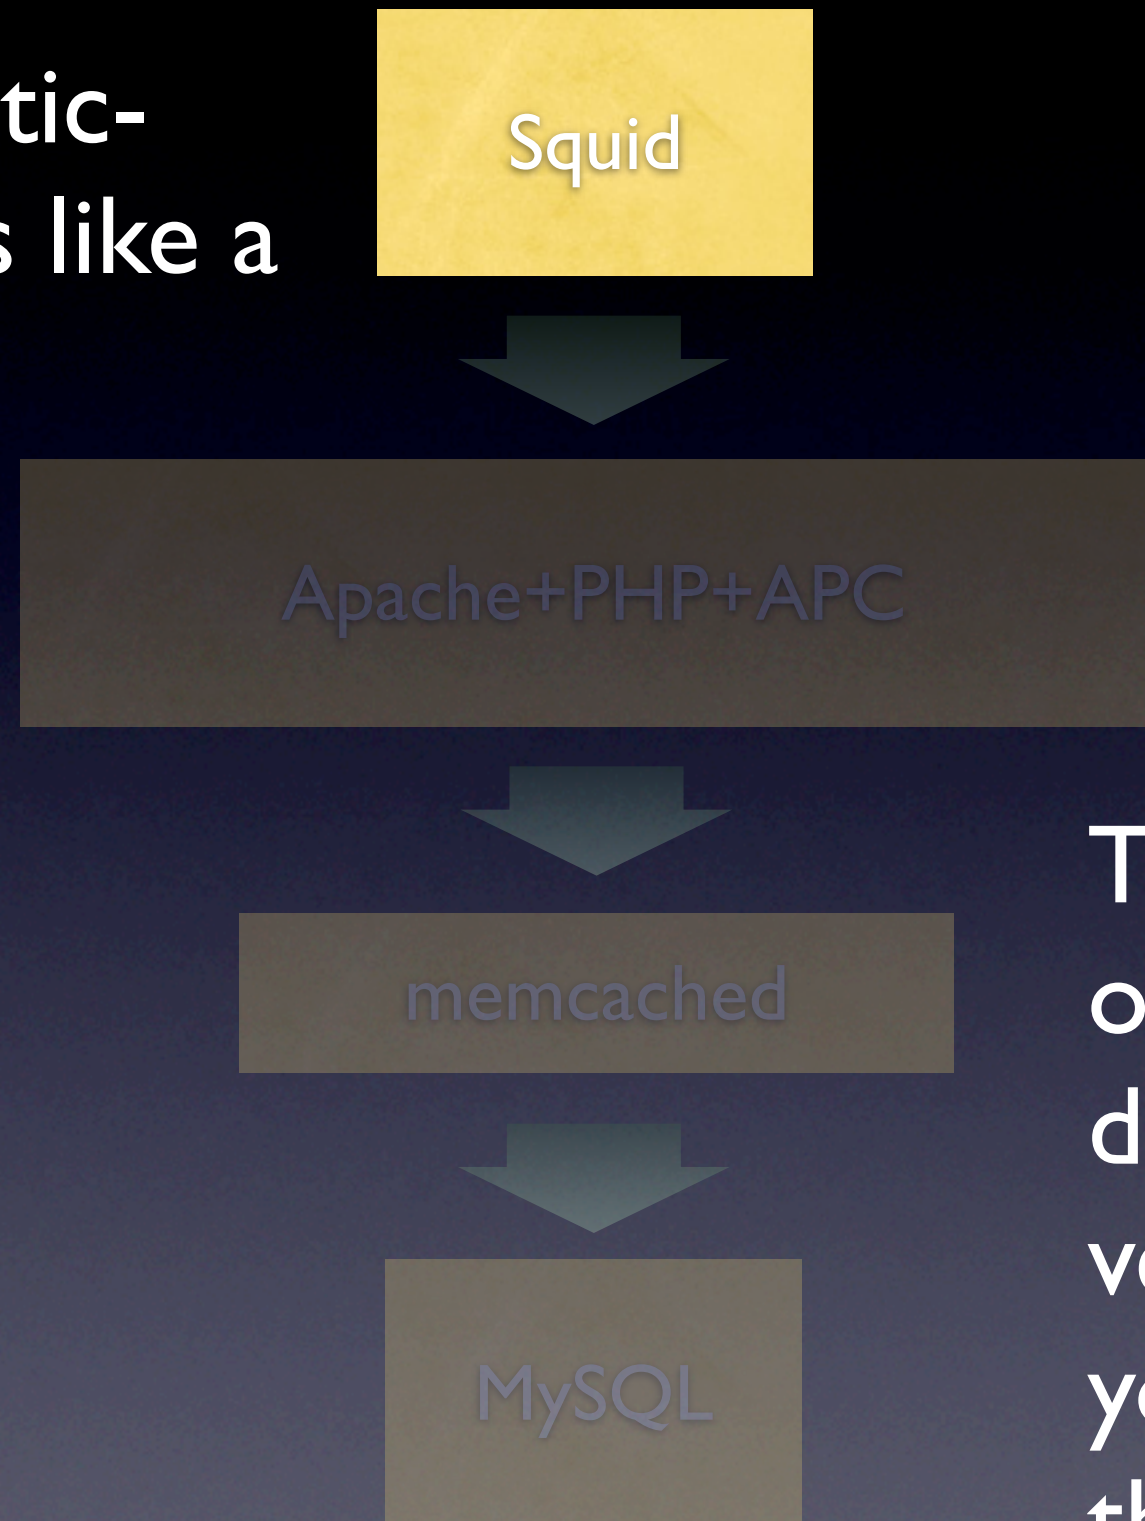 tic-
s like a
Squid
Apache+PHP+APC
memcached
MySQL
T
o
d